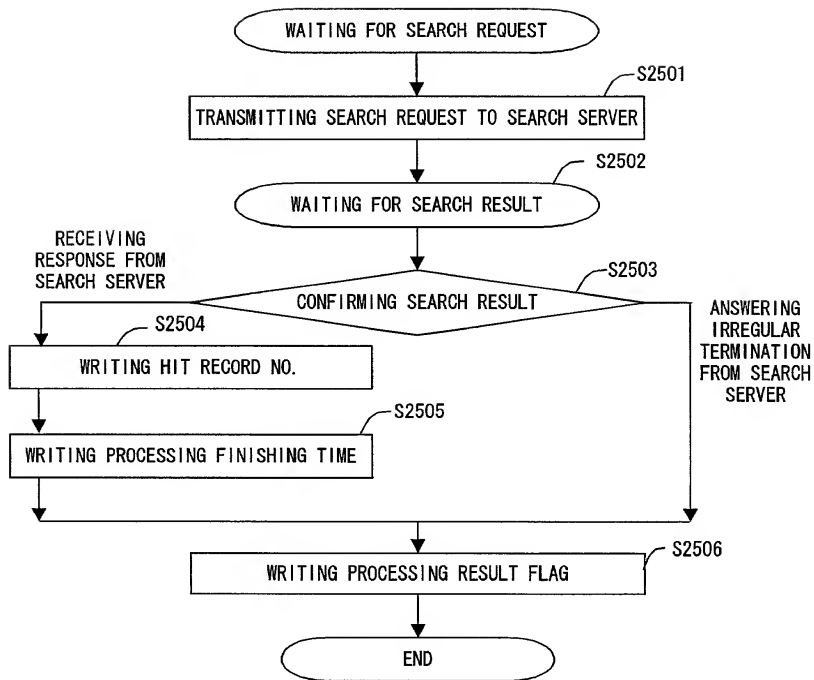 WAITING FOR SEARCH REQUEST
S2501
TRANSMITTING SEARCH REQUEST TO SEARCH SERVER
S2502
WAITING FOR SEARCH RESULT
RECEIVING
RESPONSE FROM
SEARCH SERVER
S2503
CONFIRMING SEARCH RESULT
ANSWERING
IRREGULAR
TERMINATION
FROM SEARCH
SERVER
S2504
WRITING HIT RECORD NO.
S2505
WRITING PROCESSING FINISHING TIME
S2506
WRITING PROCESSING RESULT FLAG
END